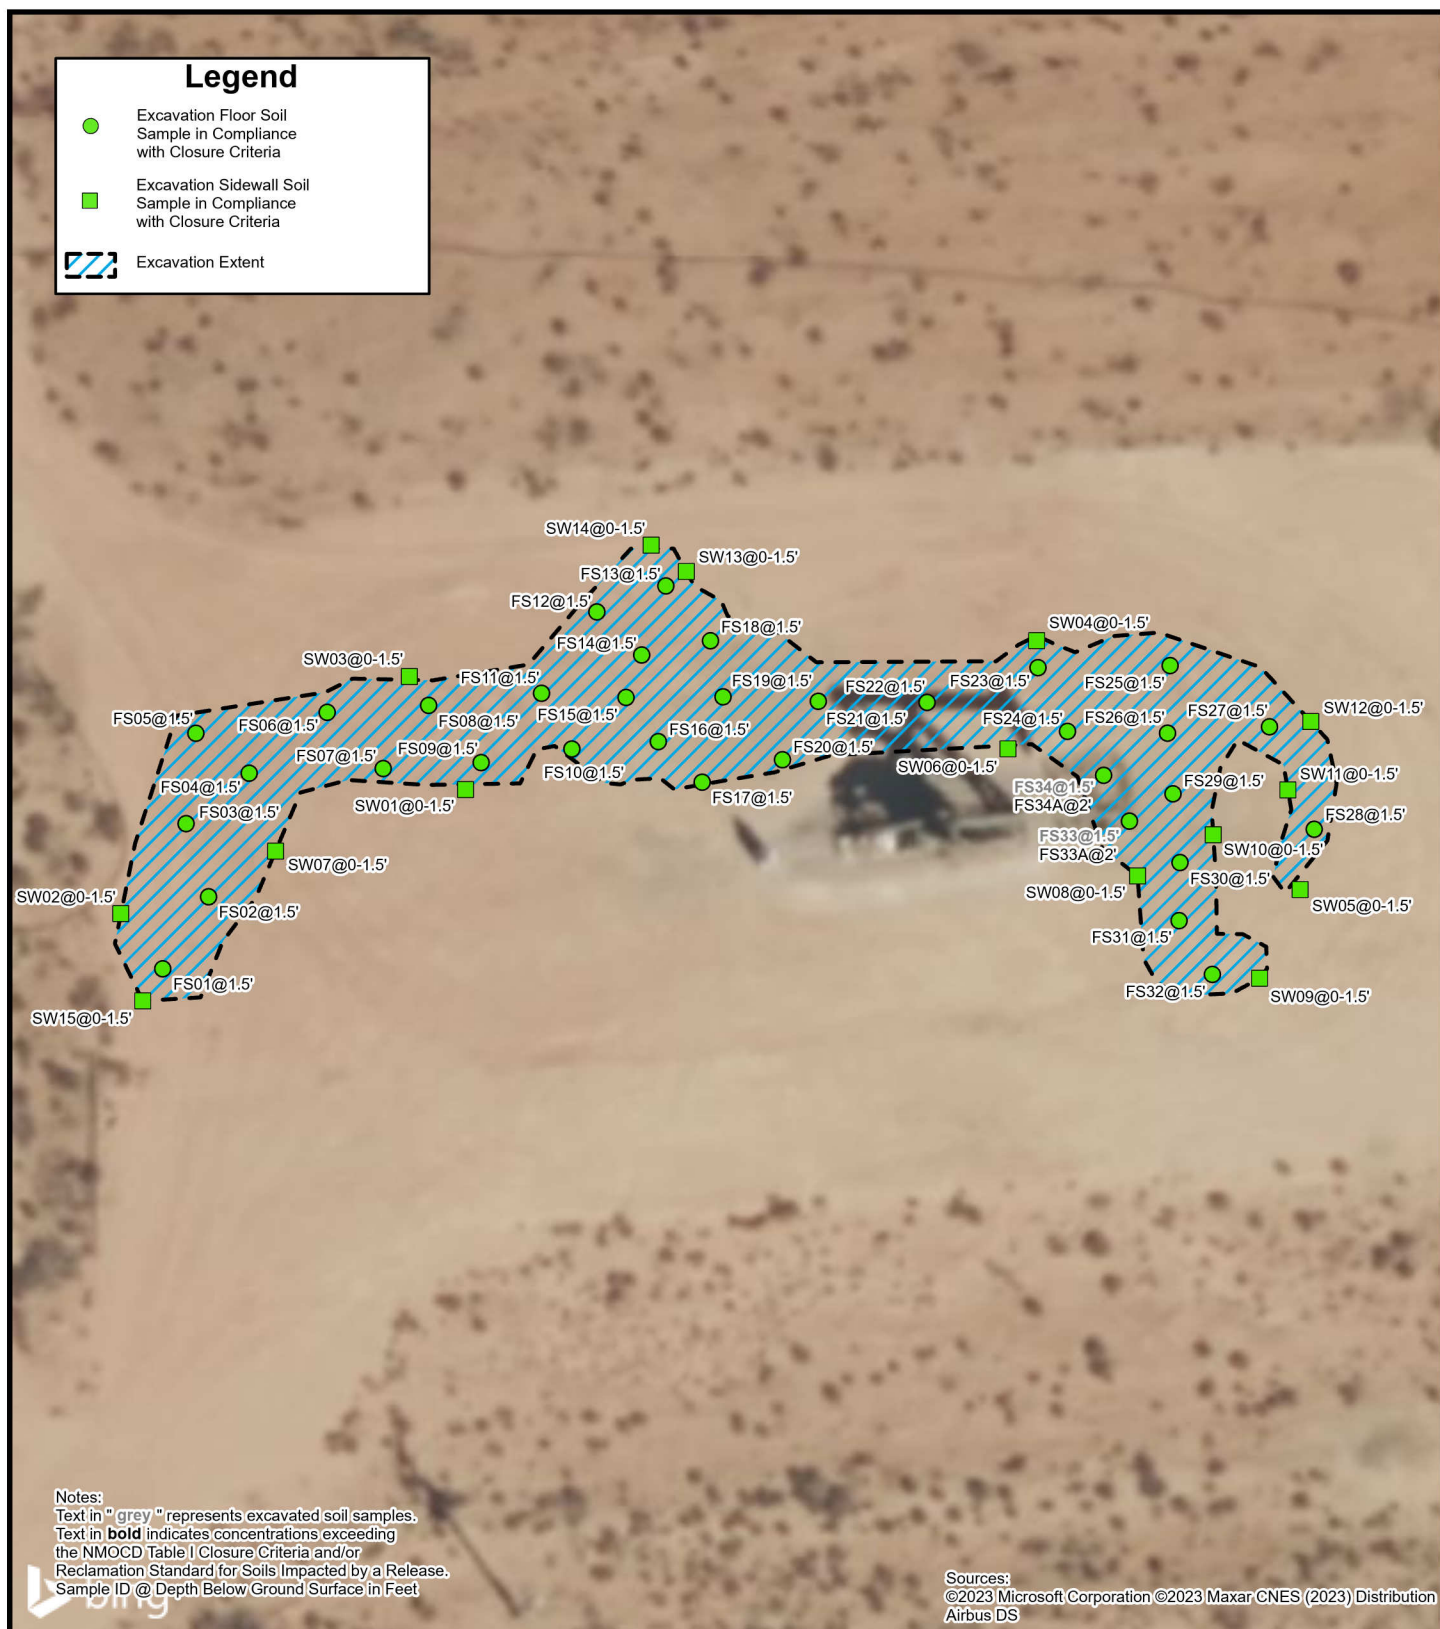 Legend
Excavation Floor Soil
Sample in Compliance
with Closure Criteria
Excavation Sidewall Soil
Sample in Compliance
with Closure Criteria
Excavation Extent
SW14@0-1.5'
SW13@0-1.5'
FS13@1.5'
FS12@1.5'
FS18@1.5'
SW04@0-1.5'
FS14@1.5'
SW03@0-1.5'
FS11@1.5'
FS19@1.5'
FS22@1.5'
FS23@1.5'
FS25@1.5'
FS05@1.5'
FS06@1.5'
FS08@1.5'
FS15@1.5'
FS21@1.5'
FS24@1.5'
FS26@1.5'
FS27@1.5'
SW12@0-1.5'
FS07@1.5'
FS09@1.5'
FS16@1.5'
FS20@1.5'
SW06@0-1.5'
FS10@1.5'
SW11@0-1.5'
FS04@1.5'
SW01@0-1.5'
FS17@1.5'
FS34@1.5'
FS34A@2'
FS29@1.5'
FS03@1.5'
FS28@1.5'
FS33@1.5'
FS33A@2'
SW10@0-1.5'
SW07@0-1.5'
FS30@1.5'
SW08@0-1.5'
SW02@0-1.5'
FS02@1.5'
SW05@0-1.5'
FS31@1.5'
FS01@1.5'
FS32@1.5'
SW09@0-1.5'
SW15@0-1.5'
Notes:
Text in " grey " represents excavated soil samples.
Text in bold indicates concentrations exceeding
the NMOCD Table I Closure Criteria and/or
Reclamation Standard for Soils Impacted by a Release.
Sample ID @ Depth Below Ground Surface in Feet
bing
Sources:
©2023 Microsoft Corporation ©2023 Maxar CNES (2023) Distribution
Airbus DS